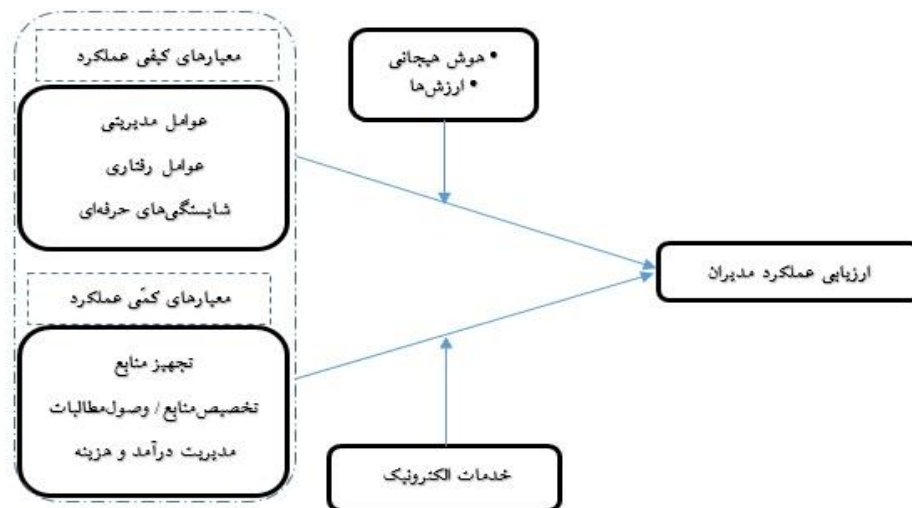 معیارهای کیفی عملکرد
عوامل مدیریتی
عوامل رفتاری
شایستگی‌های حرفه‌ای
معیارهای کمّی عملکرد
تجهیز منابع
تخصیص‌منابع / وصول‌مطالبات
مدیریت درآمد و هزینه
• هوش هیجانی
• ارزش‌ها
خدمات الکترونیک
ارزیابی عملکرد مدیران